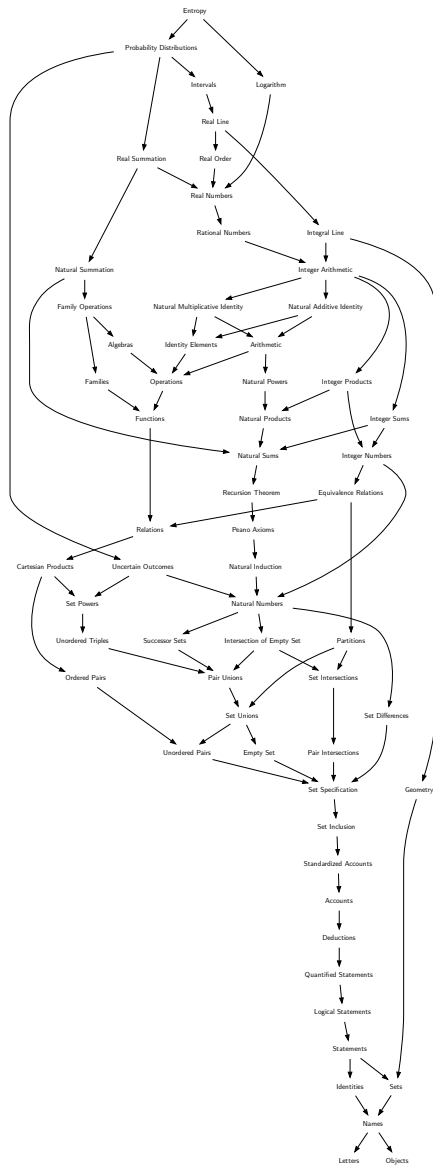 Entropy
Probability Distributions
Intervals
Logarithm
Real Line
Real Summation
Real Order
Real Numbers
Rational Numbers
Integral Line
Natural Summation
Integer Arithmetic
Family Operations
Natural Multiplicative Identity
Natural Additive Identity
Algebras
Identity Elements
Arithmetic
Families
Operations
Natural Powers
Integer Products
Functions
Natural Products
Integer Sums
Natural Sums
Integer Numbers
Recursion Theorem
Equivalence Relations
Relations
Peano Axioms
Cartesian Products
Uncertain Outcomes
Natural Induction
Set Powers
Natural Numbers
Unordered Triples
Successor Sets
Intersection of Empty Set
Partitions
Ordered Pairs
Pair Unions
Set Intersections
Set Unions
Set Differences
Unordered Pairs
Empty Set
Pair Intersections
Set Specification
Geometry
Set Inclusion
Standardized Accounts
Accounts
Deductions
Quantified Statements
Logical Statements
Statements
Identities
Sets
Names
Letters
Objects